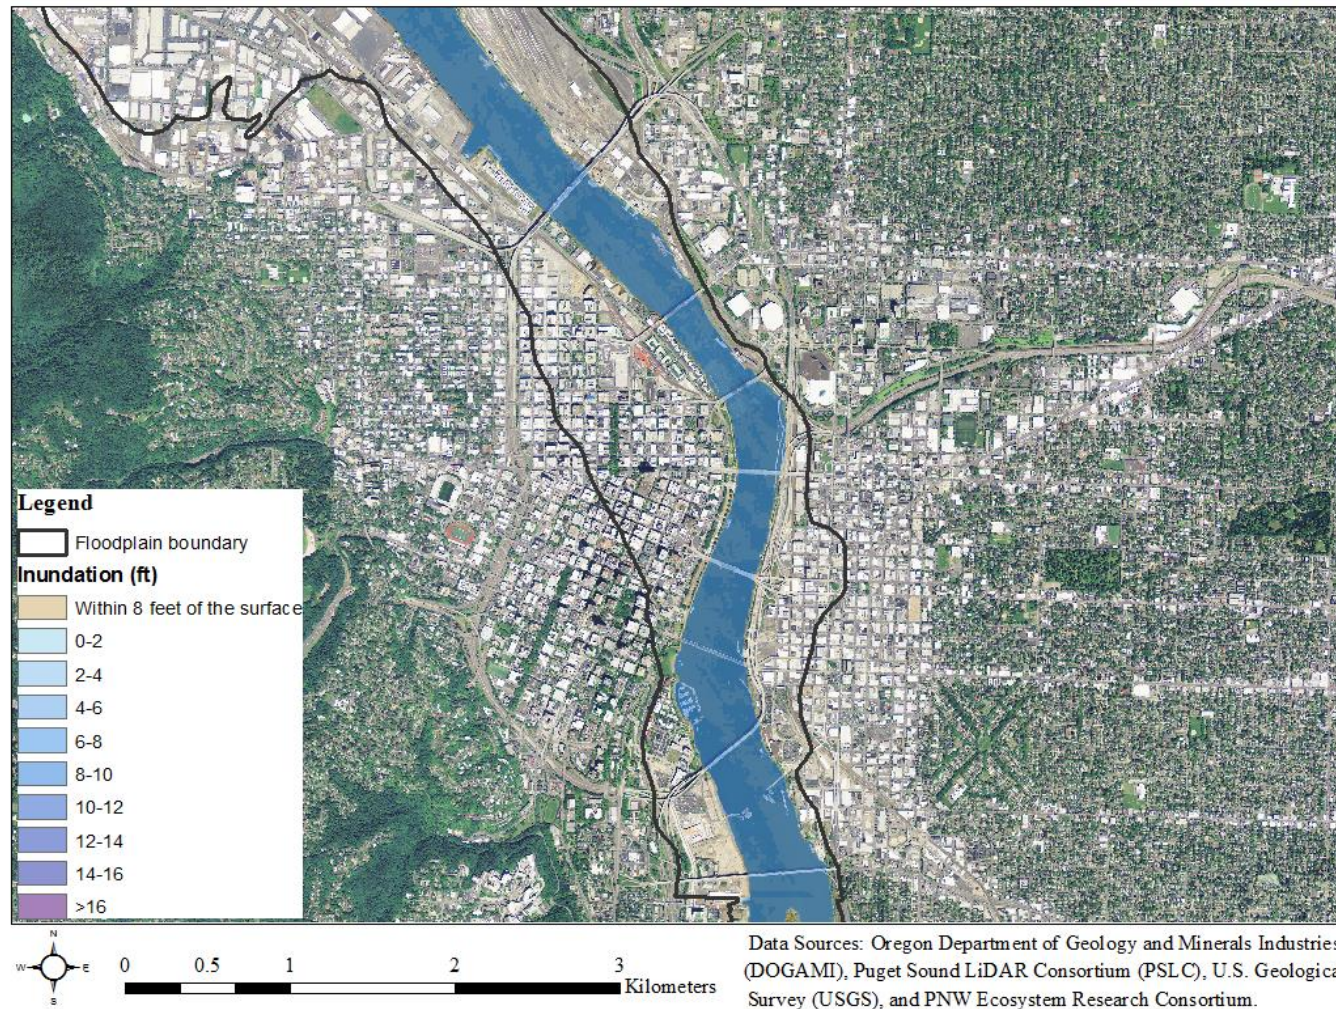 Legend
Floodplain boundary
Inundation (ft)
Within 8 feet of the surface
0-2
2-4
4-6
6-8
8-10
10-12
12-14
14-16
>16
N
W E
S
0 0.5 1 2 3
Kilometers
Data Sources: Oregon Department of Geology and Minerals Industries
(DOGAMI), Puget Sound LiDAR Consortium (PSLC), U.S. Geologica
Survey (USGS), and PNW Ecosystem Research Consortium.